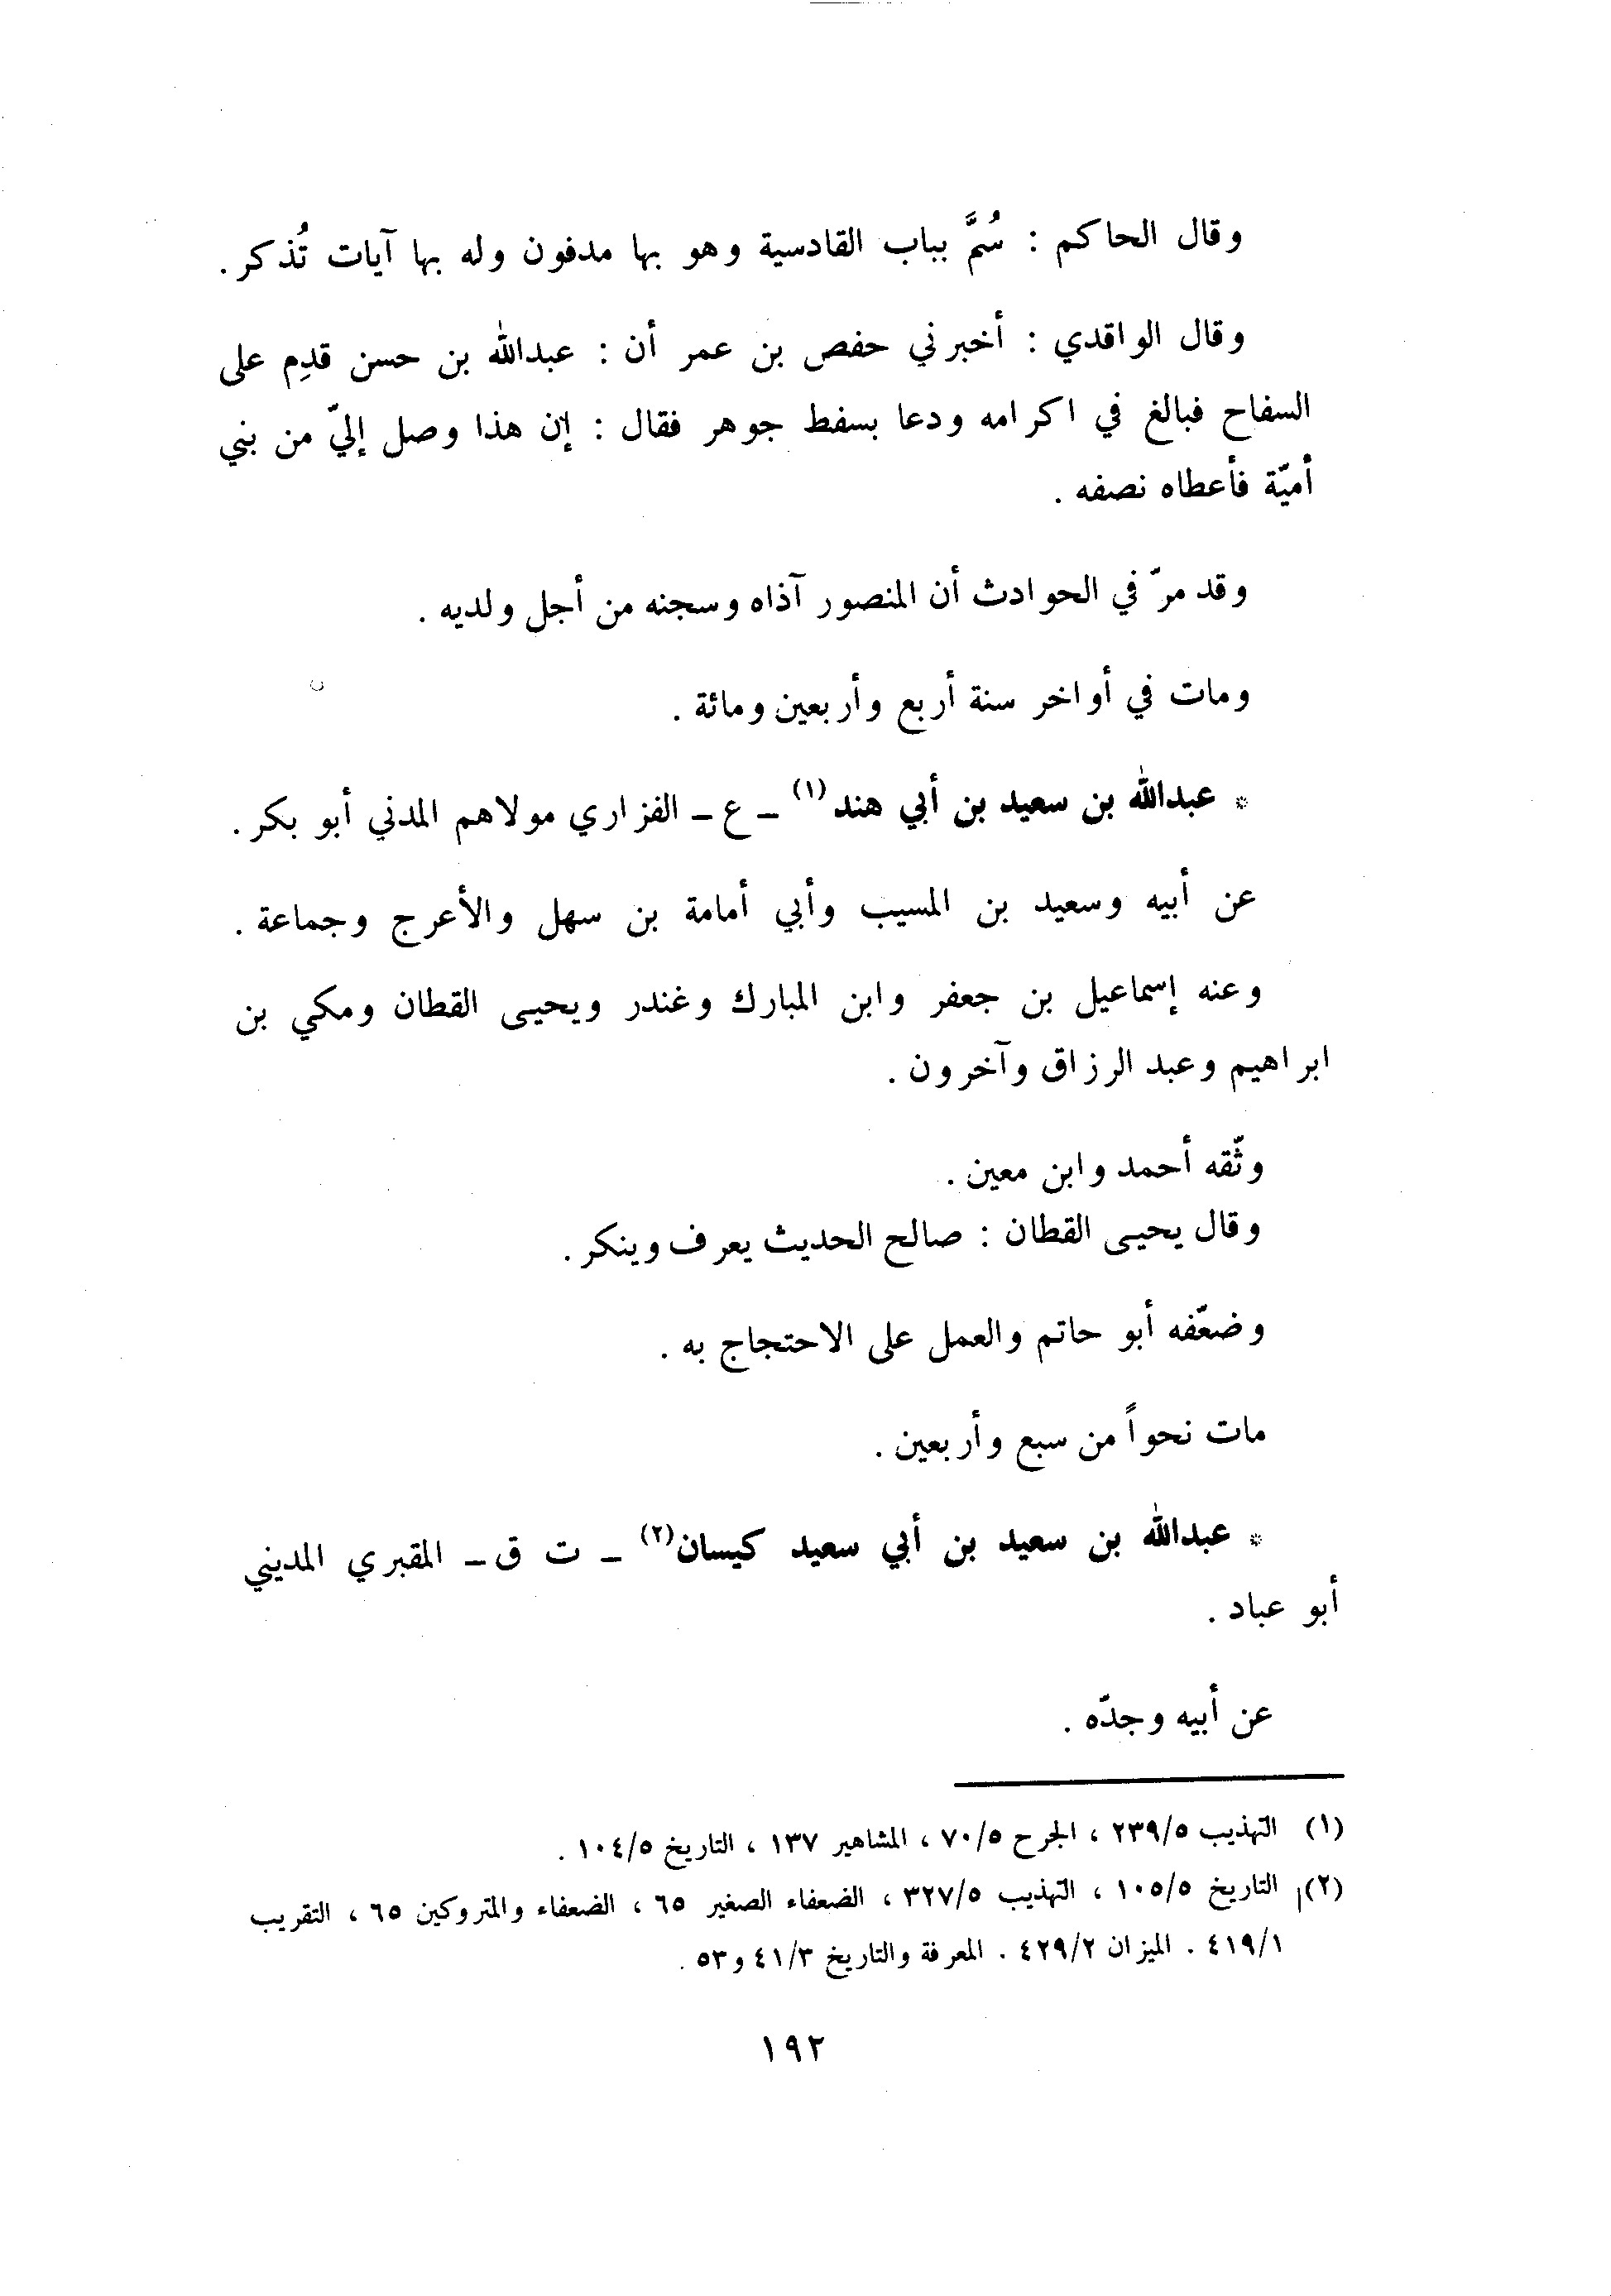 وقال الحاكم : سُمَّ بباب القادسية وهو بها مدفون وله بها آيات تُذكر .
وقال الواقدي : أخبرني حفص بن عمر أن : عبدالله بن حسن قدِم على
السفاح فبالغ في اكرامه ودعا بسفط جوهر فقال : إن هذا وصل إليّ من بني
أميّة فأعطاه نصفه .
وقد مرّ في الحوادث أن المنصور آذاه وسجنه من أجل ولديه .
ومات في أواخر سنة أربع وأربعين ومائة .
* عبدالله بن سعيد بن أبي هند (١) ـ ع ـ الفزاري مولاهم المدني أبو بكر .
عن أبيه وسعيد بن المسيب وأبي أمامة بن سهل والأعرج وجماعة .
وعنه إسماعيل بن جعفر وابن المبارك وغندر ويحيى القطان ومكي بن
ابراهيم وعبد الرزاق وآخرون .
وثّقه أحمد وابن معين .
وقال يحيى القطان : صالح الحديث يعرف وينكر .
وضعّفه أبو حاتم والعمل على الاحتجاج به .
مات نحواً من سبع وأربعين .
* عبدالله بن سعيد بن أبي سعيد كيسان (٢) ـ ت ق ـ المقبري المديني
أبو عباد .
عن أبيه وجدّه .
(١) التهذيب ٢٣٩/٥ ، الجرح ٧٠/٥ ، المشاهير ١٣٧ ، التاريخ ١٠٤/٥ .
(٢) التاريخ ١٠٥/٥ ، التهذيب ٣٢٧/٥ ، الضعفاء الصغير ٦٥ ، الضعفاء والمتروكين ٦٥ ، التقريب
٤١٩/١ . الميزان ٤٢٩/٢ . المعرفة والتاريخ ٤١/٣ و٥٣ .
١٩٢